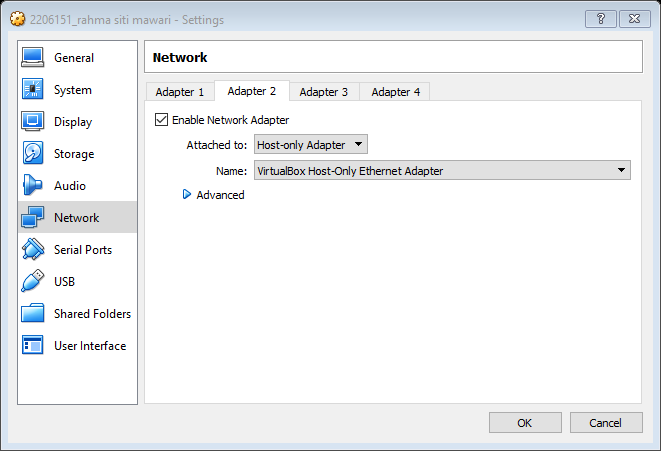 2206151_rahma siti mawari - Settings
General
System
Display
Storage
Audio
Network
Serial Ports
USB
Shared Folders
User Interface
Network
Adapter 1 Adapter 2 Adapter 3 Adapter 4
Enable Network Adapter
Attached to: Host-only Adapter
Name: VirtualBox Host-Only Ethernet Adapter
Advanced
OK Cancel